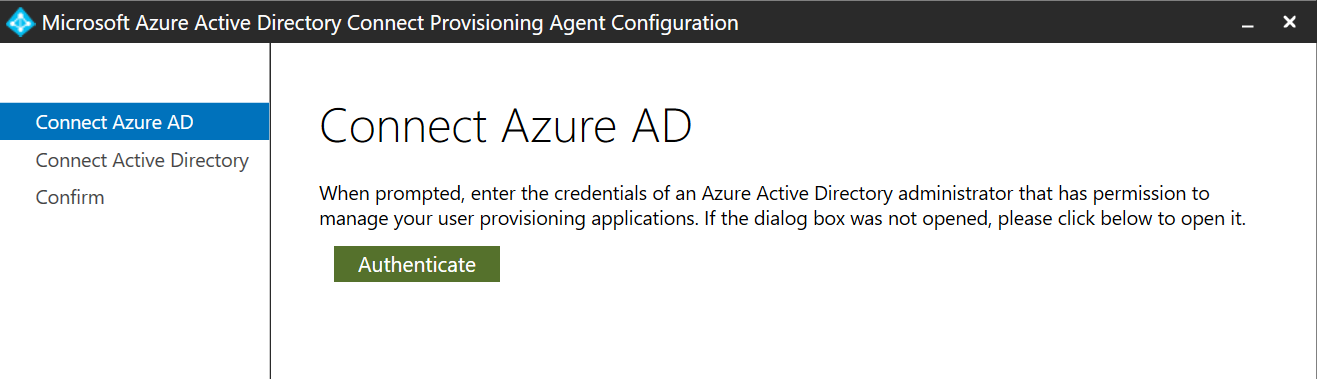 Microsoft Azure Active Directory Connect Provisioning Agent Configuration
Connect Azure AD
Connect Active Directory
Confirm
Connect Azure AD
When prompted, enter the credentials of an Azure Active Directory administrator that has permission to
manage your user provisioning applications. If the dialog box was not opened, please click below to open it.
Authenticate